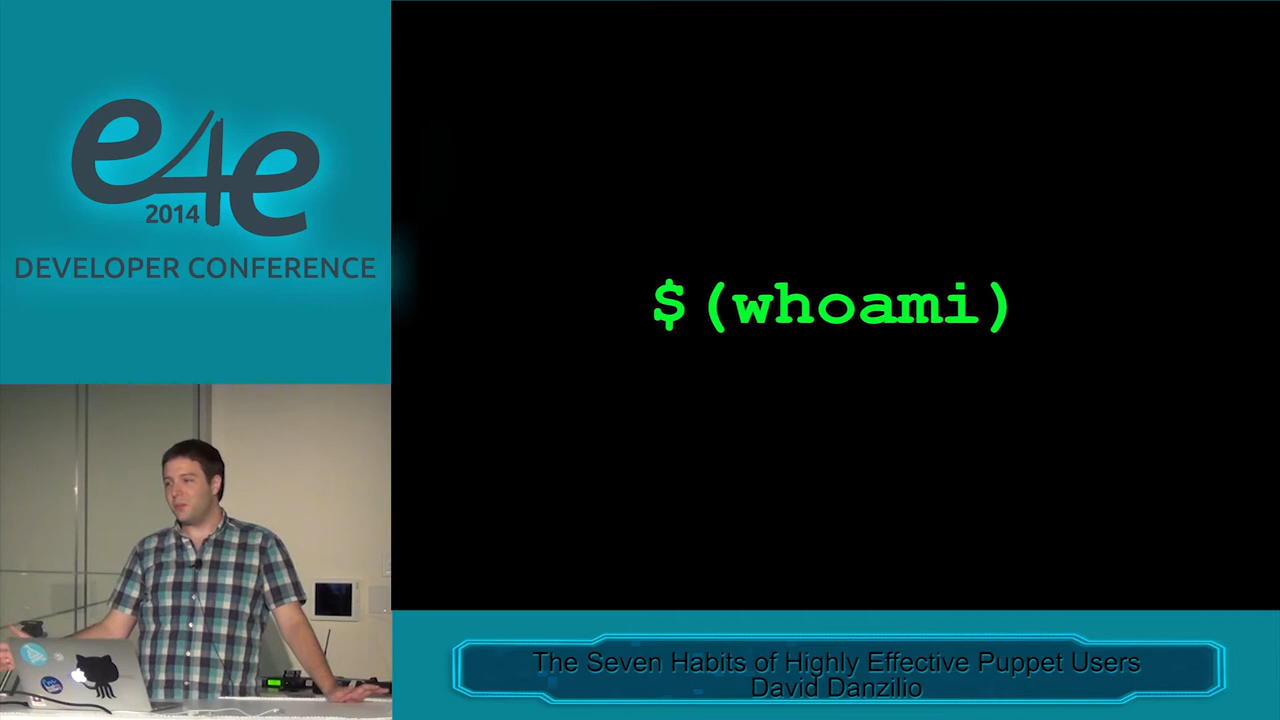 e4e
2014
DEVELOPER CONFERENCE
$(whoami)
The Seven Habits of Highly Effective Puppet Users
David Danzilio